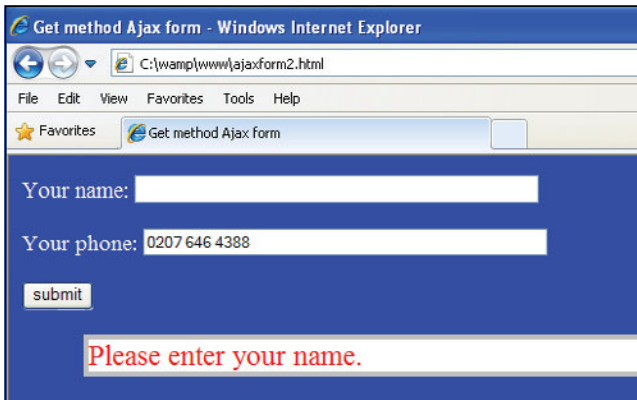 Get method Ajax form - Windows Internet Explorer
C:\wamp\www\ajaxform2.html
File Edit View Favorites Tools Help
Favorites Get method Ajax form
Your name:
Your phone: 0207 646 4388
submit
Please enter your name.